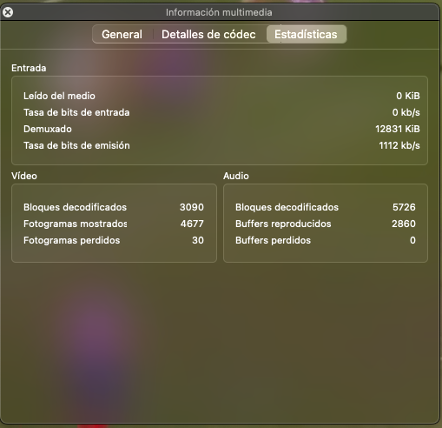 Información multimedia
General Detalles de códec Estadísticas
Entrada
Leído del medio 0 KiB
Tasa de bits de entrada 0 kb/s
Demuxado 12831 KiB
Tasa de bits de emisión 1112 kb/s
Vídeo Audio
Bloques decodificados 3090 Bloques decodificados 5726
Fotogramas mostrados 4677 Buffers reproducidos 2860
Fotogramas perdidos 30 Buffers perdidos 0